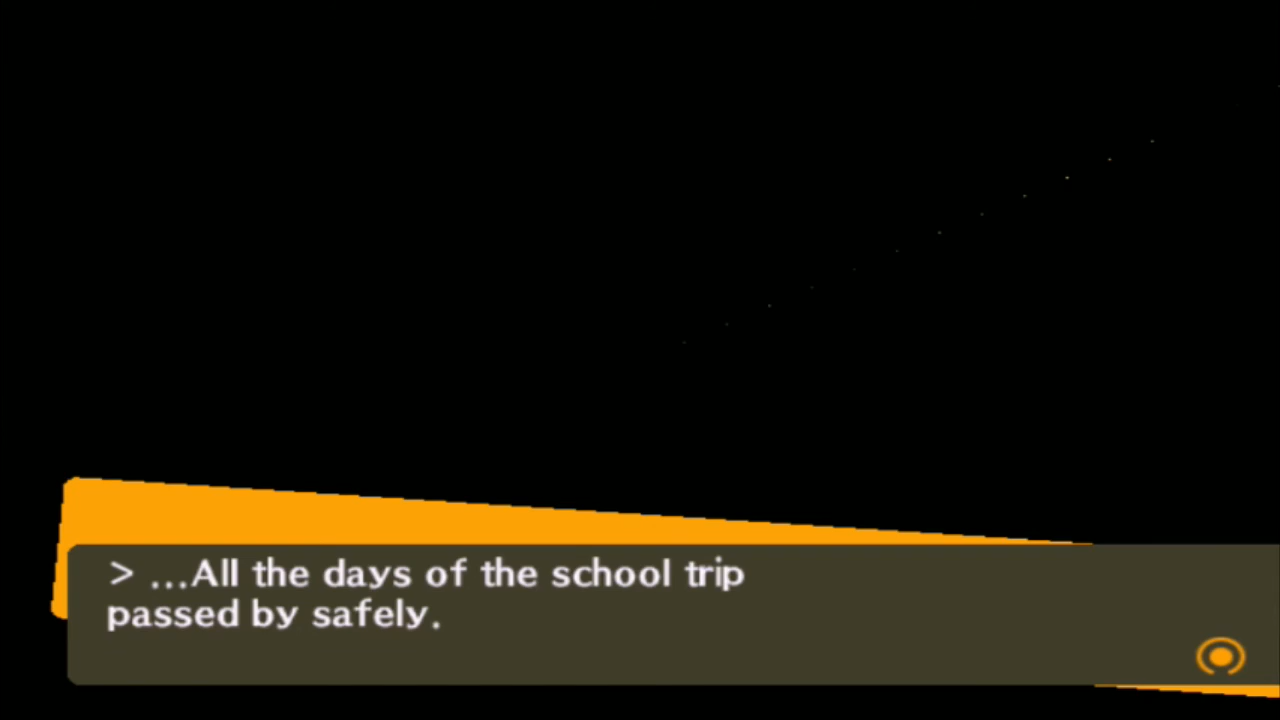 > ...All the days of the school trip
passed by safely.